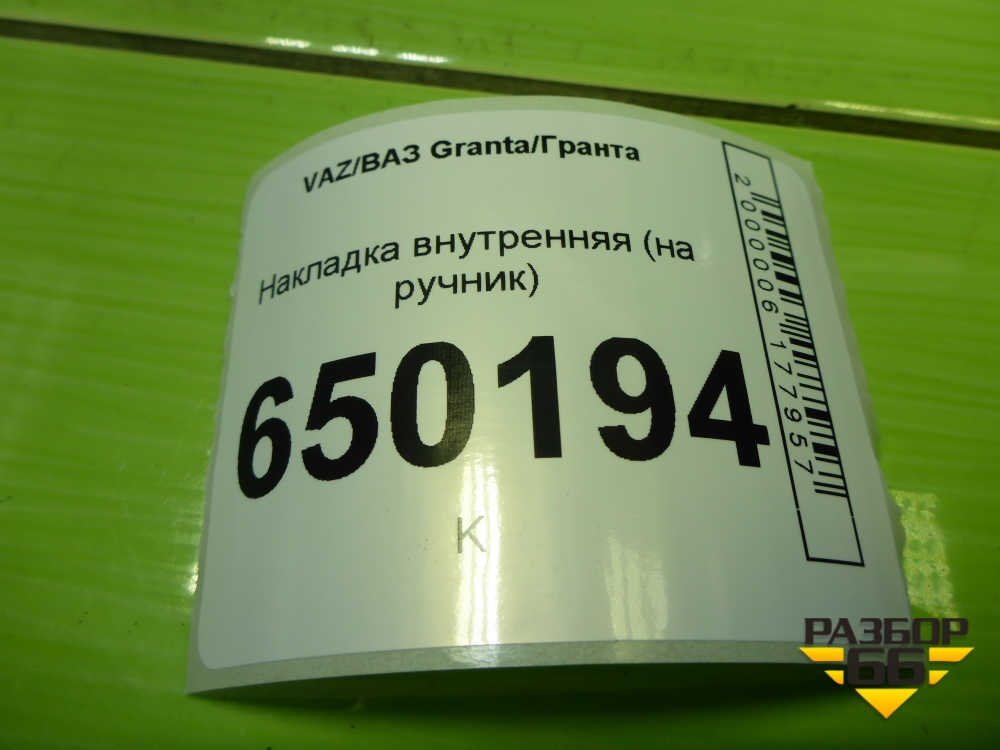 VAZ/ВАЗ Granta/Гранта
Накладка внутренняя (на
ручник)
650194
K
2000006177957
РАЗБОР
66